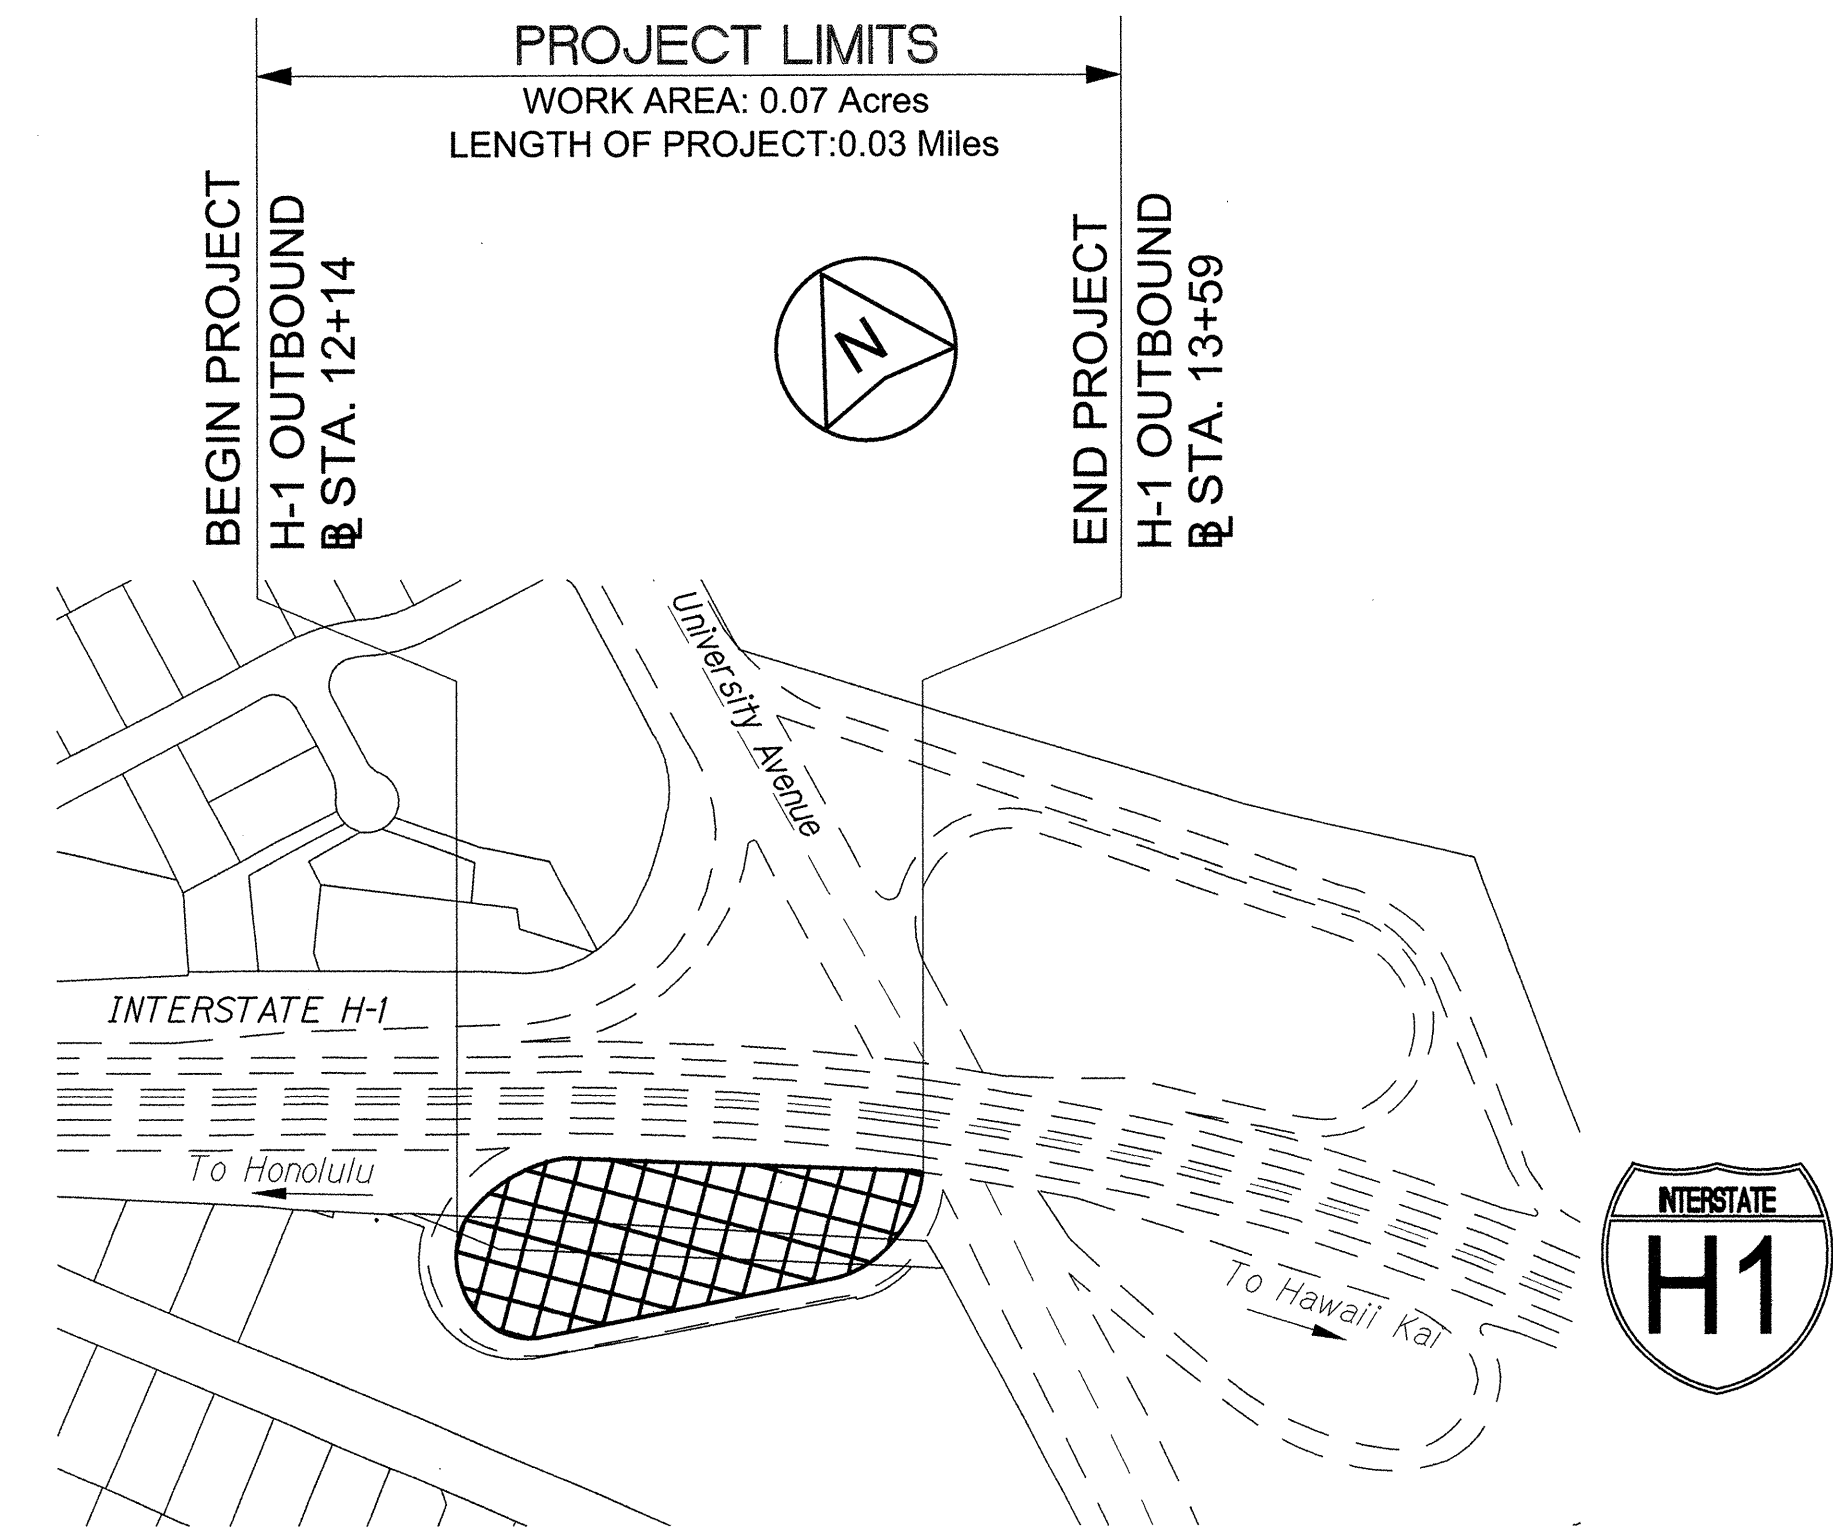 PROJECT LIMITS
WORK AREA: 0.07 Acres
LENGTH OF PROJECT:0.03 Miles
BEGIN PROJECT
H-1 OUTBOUND
BL STA. 12+14
N
END PROJECT
H-1 OUTBOUND
BL STA. 13+59
University Avenue
INTERSTATE H-1
To Honolulu
To Hawaii Kai
INTERSTATE
H1